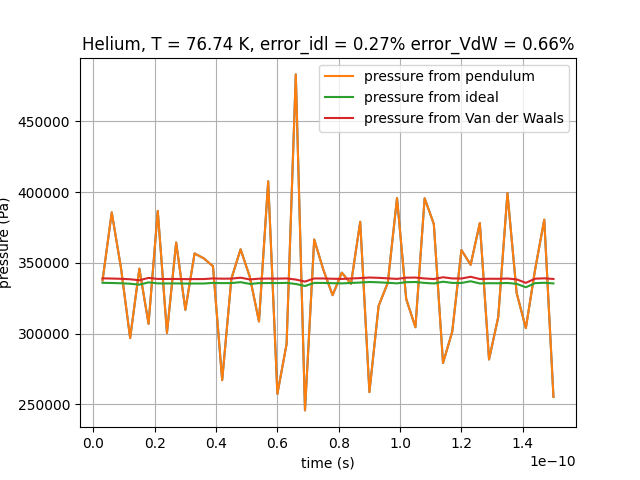 Helium, T = 76.74 K, error_idl = 0.27% error_VdW = 0.66%
pressure from pendulum
pressure from ideal
pressure from Van der Waals
450000
400000
350000
300000
250000
pressure (Pa)
0.0 0.2 0.4 0.6 0.8 1.0 1.2 1.4
time (s)
1e−10